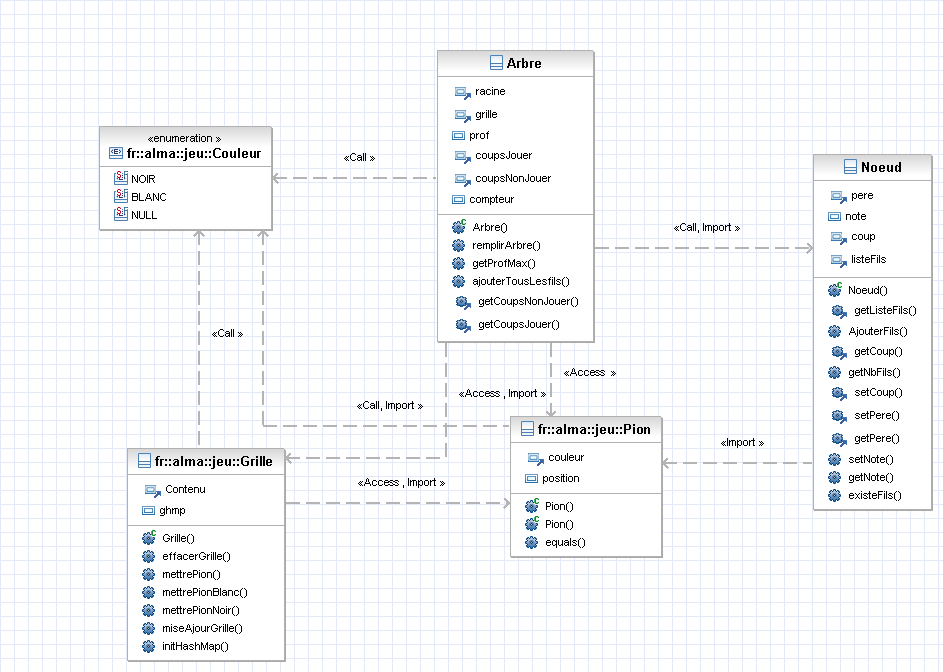 Arbre
racine
grille
prof
coupsJouer
coupsNonJouer
compteur
Arbre()
remplirArbre()
getProfMax()
ajouterTousLesfils()
getCoupsNonJouer()
getCoupsJouer()
«enumeration »
fr::alma::jeu::Couleur
NOIR
BLANC
NULL
«Call »
Noeud
pere
note
coup
listeFils
Noeud()
getListeFils()
AjouterFils()
getCoup()
getNbFils()
setCoup()
setPere()
getPere()
setNote()
getNote()
existeFils()
«Call, Import »
«Call »
«Access »
«Access , Import »
«Call, Import »
fr::alma::jeu::Pion
couleur
position
Pion()
Pion()
equals()
«Import »
fr::alma::jeu::Grille
Contenu
ghmp
Grille()
effacerGrille()
mettrePion()
mettrePionBlanc()
mettrePionNoir()
miseAjourGrille()
initHashMap()
«Access , Import »